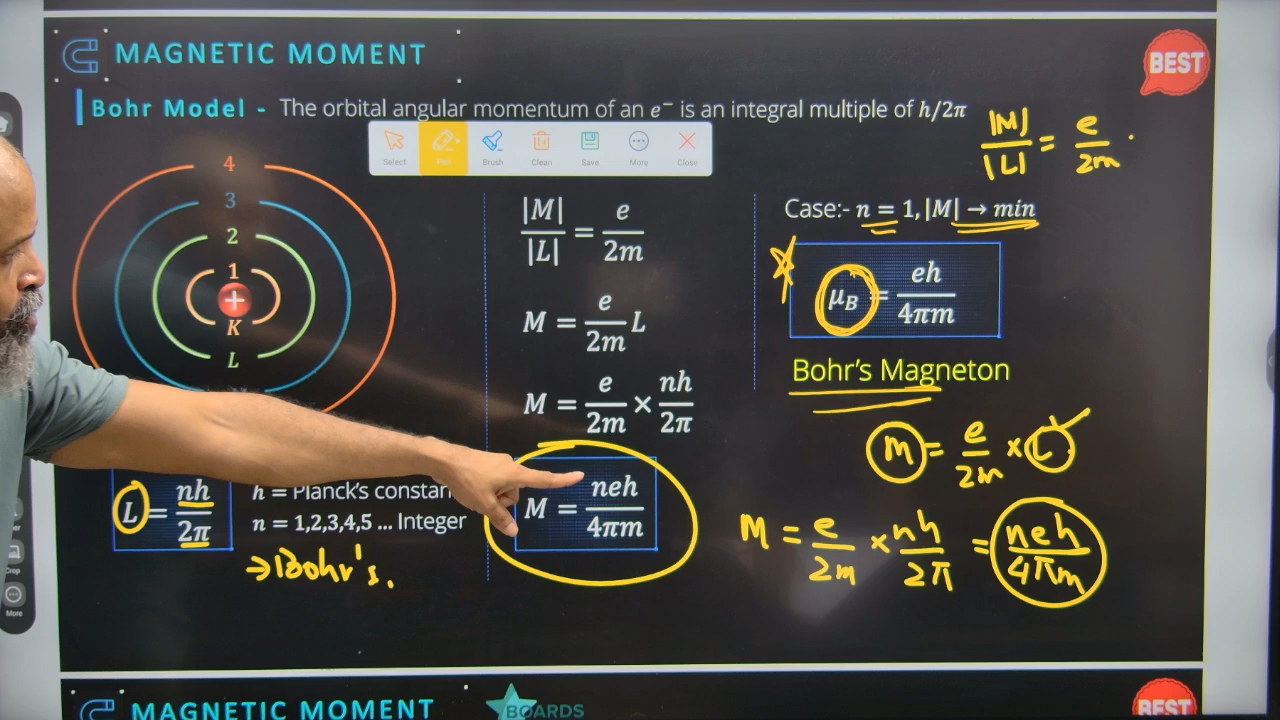 MAGNETIC MOMENT
BEST
Bohr Model - The orbital angular momentum of an e⁻ is an integral multiple of h/2π
Select
Pen
Brush
Clean
Save
More
Close
|M|/|L| = e/2m .
4
3
2
1
+
K
L
L = nh/2π
h = Planck's constan
n = 1,2,3,4,5 ... Integer
→ Bohr's.
|M|/|L| = e/2m
M = e/2m L
M = e/2m × nh/2π
M = neh/4πm
Case:- n = 1, |M| → min
μB = eh/4πm
Bohr's Magneton
m = e/2m × L
M = e/2m × nh/2π = neh/4πm
Crop
More
MAGNETIC MOMENT
BOARDS
BEST